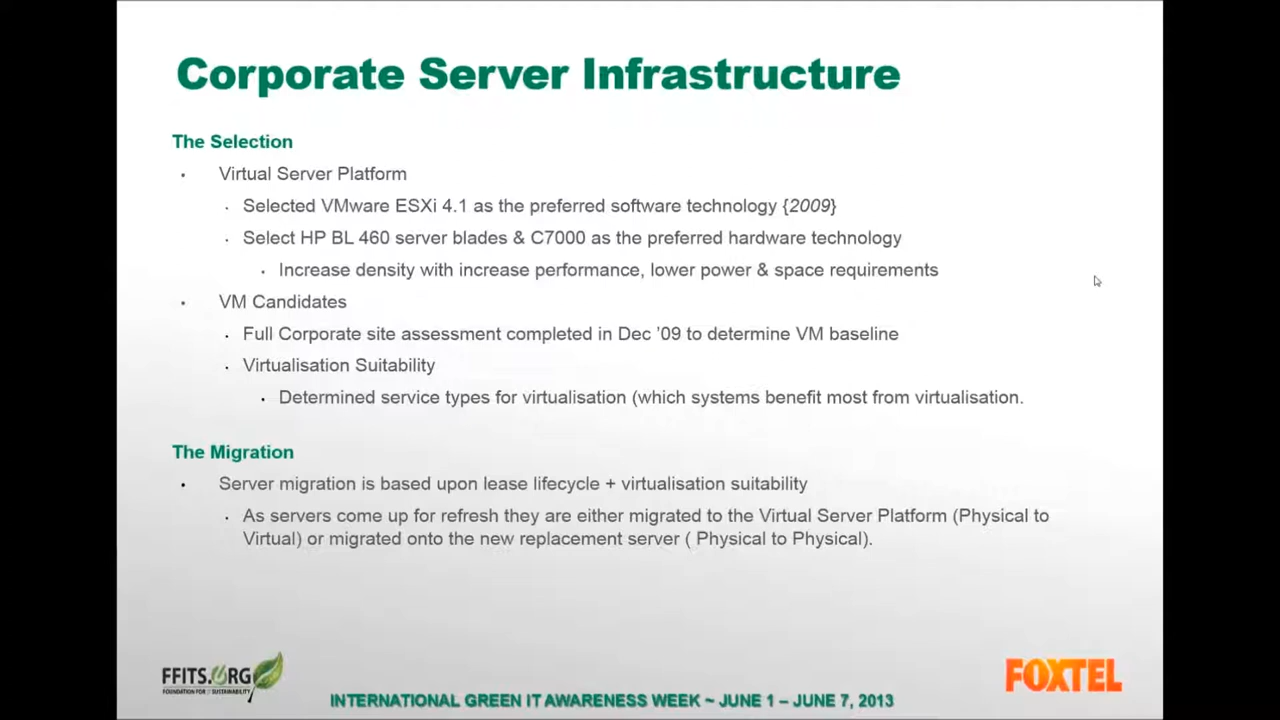 Corporate Server Infrastructure
The Selection
• Virtual Server Platform
• Selected VMware ESXi 4.1 as the preferred software technology {2009}
• Select HP BL 460 server blades & C7000 as the preferred hardware technology
• Increase density with increase performance, lower power & space requirements
• VM Candidates
• Full Corporate site assessment completed in Dec ’09 to determine VM baseline
• Virtualisation Suitability
• Determined service types for virtualisation (which systems benefit most from virtualisation.
The Migration
• Server migration is based upon lease lifecycle + virtualisation suitability
• As servers come up for refresh they are either migrated to the Virtual Server Platform (Physical to
Virtual) or migrated onto the new replacement server ( Physical to Physical).
FFITS.ORG
FOUNDATION FOR IT SUSTAINABILITY
FOXTEL
INTERNATIONAL GREEN IT AWARENESS WEEK ~ JUNE 1 – JUNE 7, 2013